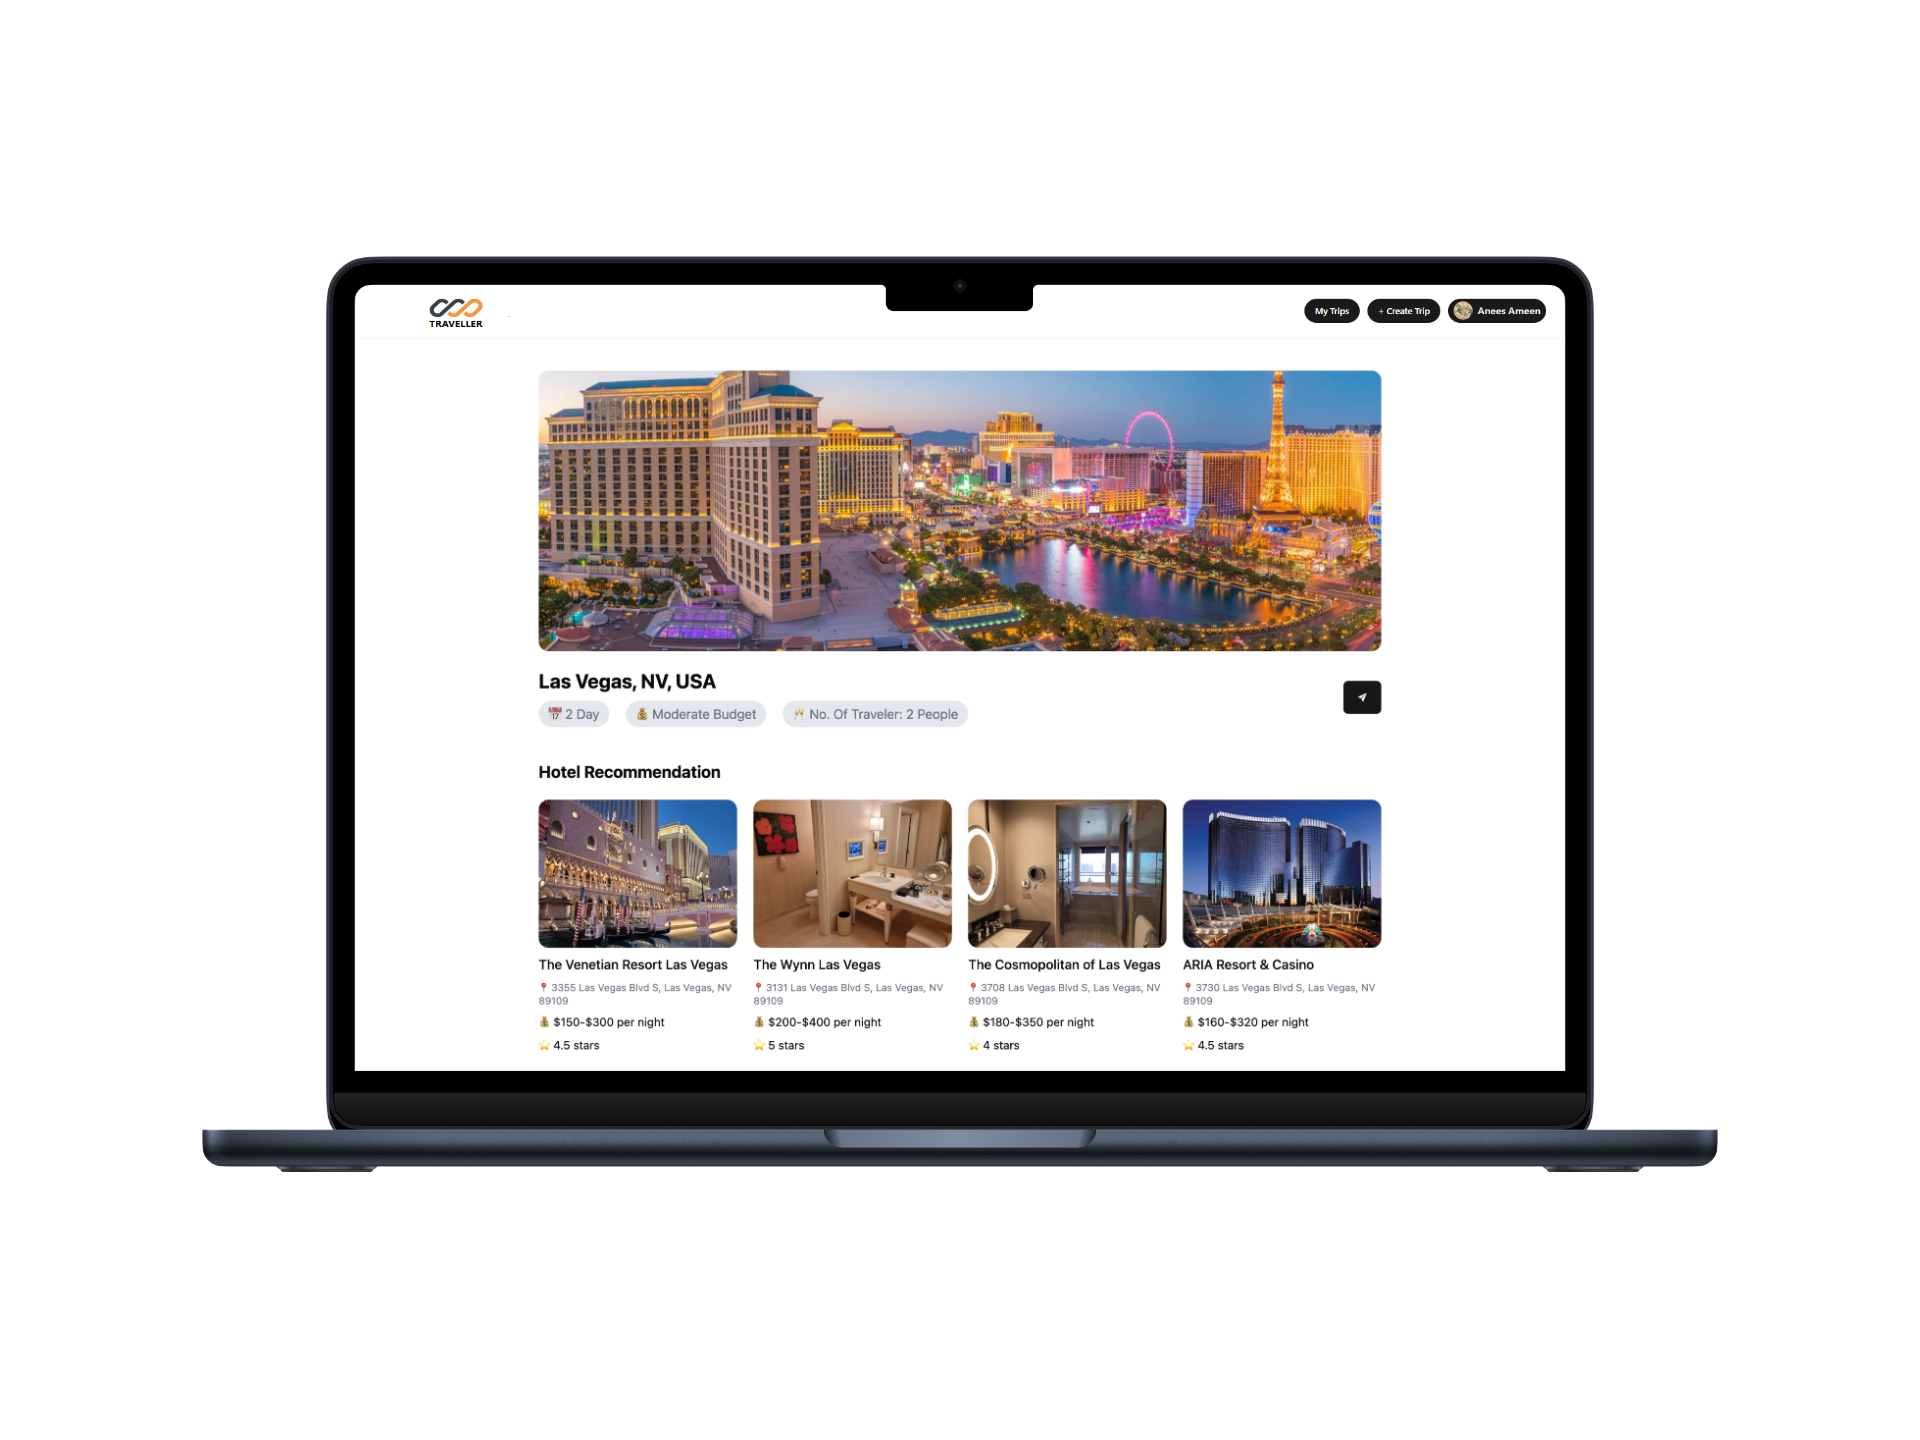 TRAVELLER
My Trips
+ Create Trip
Anees Ameen
Las Vegas, NV, USA
2 Day
Moderate Budget
No. Of Traveler: 2 People
Hotel Recommendation
The Venetian Resort Las Vegas
3355 Las Vegas Blvd S, Las Vegas, NV
89109
$150-$300 per night
4.5 stars
The Wynn Las Vegas
3131 Las Vegas Blvd S, Las Vegas, NV
89109
$200-$400 per night
5 stars
The Cosmopolitan of Las Vegas
3708 Las Vegas Blvd S, Las Vegas, NV
89109
$180-$350 per night
4 stars
ARIA Resort & Casino
3730 Las Vegas Blvd S, Las Vegas, NV
89109
$160-$320 per night
4.5 stars